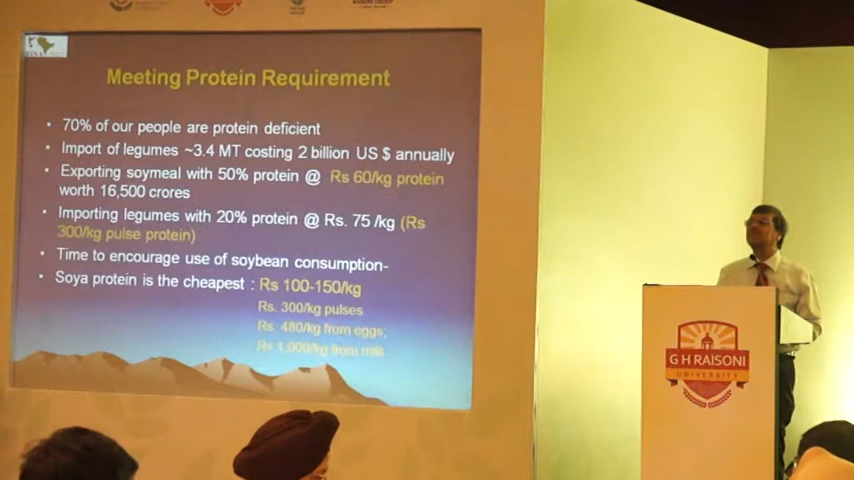 Meeting Protein Requirement
• 70% of our people are protein deficient
• Import of legumes ~3.4 MT costing 2 billion US $ annually
• Exporting soymeal with 50% protein @ Rs 60/kg protein
worth 16,500 crores
• Importing legumes with 20% protein @ Rs. 75 /kg (Rs
300/kg pulse protein)
• Time to encourage use of soybean consumption-
• Soya protein is the cheapest : Rs 100-150/kg
Rs. 300/kg pulses
Rs. 480/kg from eggs;
Rs 1,000/kg from milk
G H RAISONI
UNIVERSITY